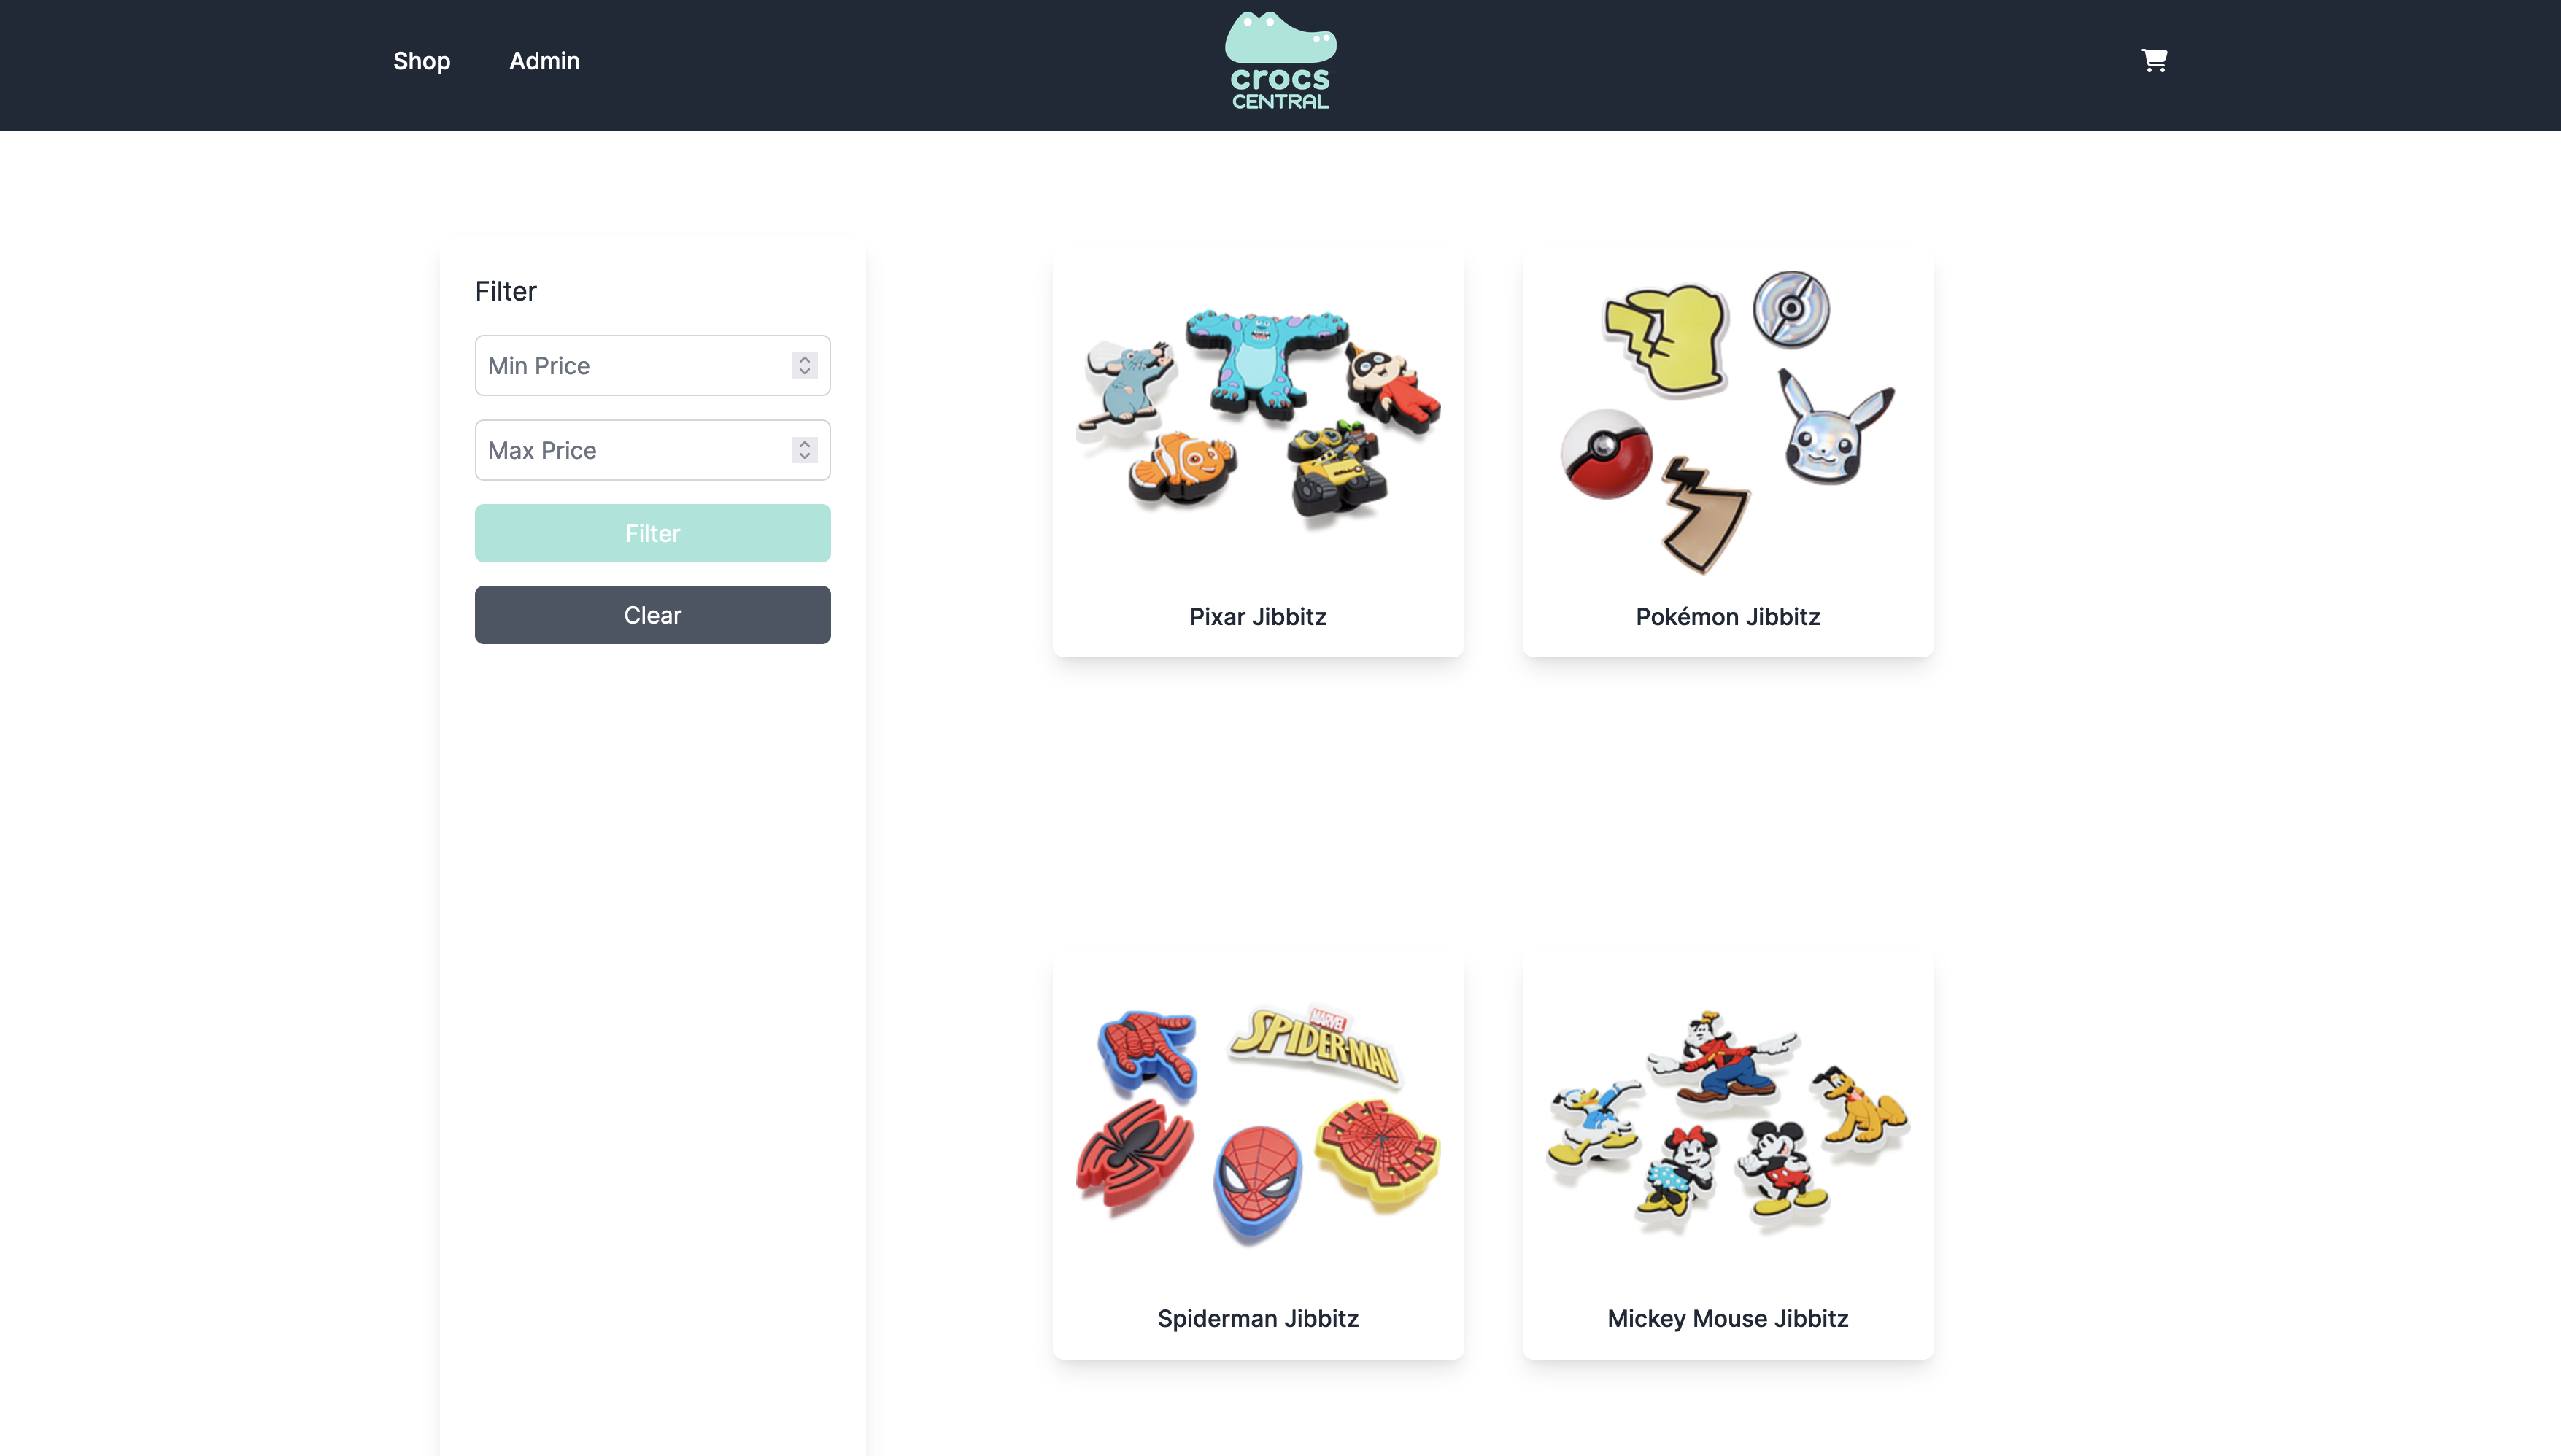 Shop
Admin
crocs
CENTRAL
Filter
Min Price
Max Price
Filter
Clear
Pixar Jibbitz
Pokémon Jibbitz
MARVEL
SPIDER-MAN
Spiderman Jibbitz
Mickey Mouse Jibbitz